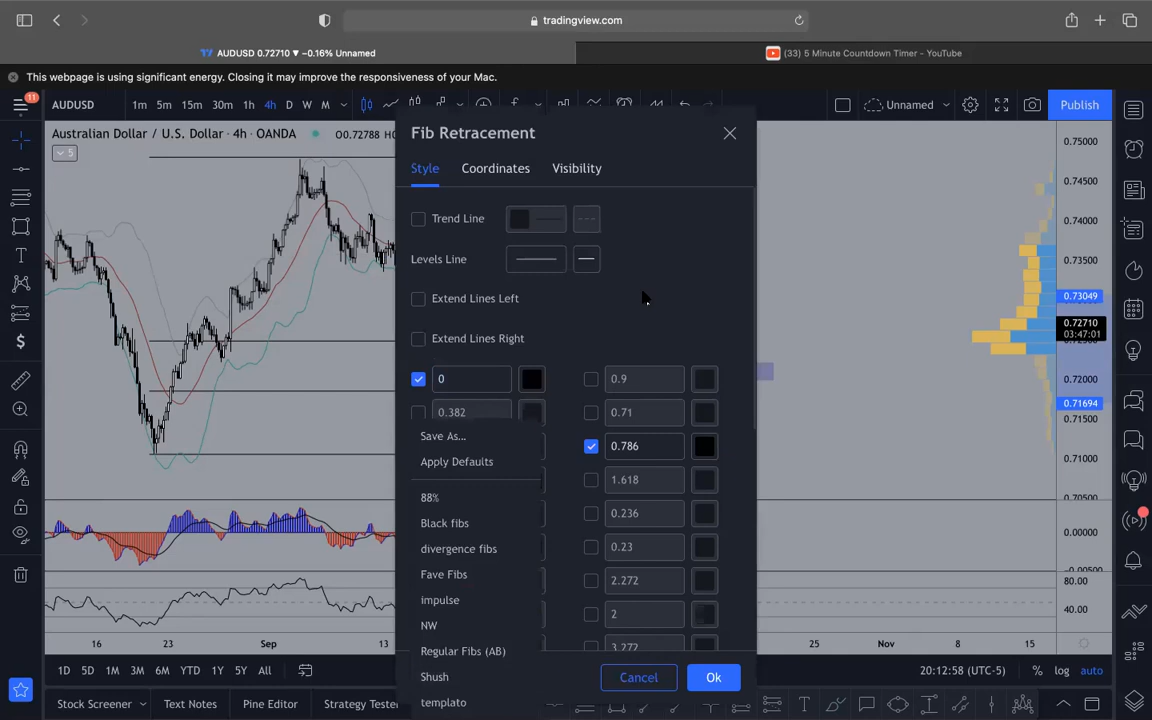 tradingview.com
AUDUSD 0.72710 ▼ −0.16% Unnamed
(33) 5 Minute Countdown Timer - YouTube
This webpage is using significant energy. Closing it may improve the responsiveness of your Mac.
11
AUDUSD 1m 5m 15m 30m 1h 4h D W M
Unnamed
Publish
Australian Dollar / U.S. Dollar · 4h · OANDA
O0.72788
5
Fib Retracement
Style Coordinates Visibility
Trend Line
Levels Line
Extend Lines Left
Extend Lines Right
0 0.9
0.382 0.71
0.786
1.618
0.236
0.23
2.272
2
3.272
Save As...
Apply Defaults
88%
Black fibs
divergence fibs
Fave Fibs
impulse
NW
Regular Fibs (AB)
Shush
templato
Cancel Ok
0.75000
0.74500
0.74000
0.73500
0.73049
0.72710
03:47:01
0.72000
0.71694
0.71000
0.70500
0.00000
80.00
40.00
16 23 Sep 13 25 Nov 8 15
1D 5D 1M 3M 6M YTD 1Y 5Y All
20:12:58 (UTC-5) % log auto
Stock Screener Text Notes Pine Editor Strategy Tester